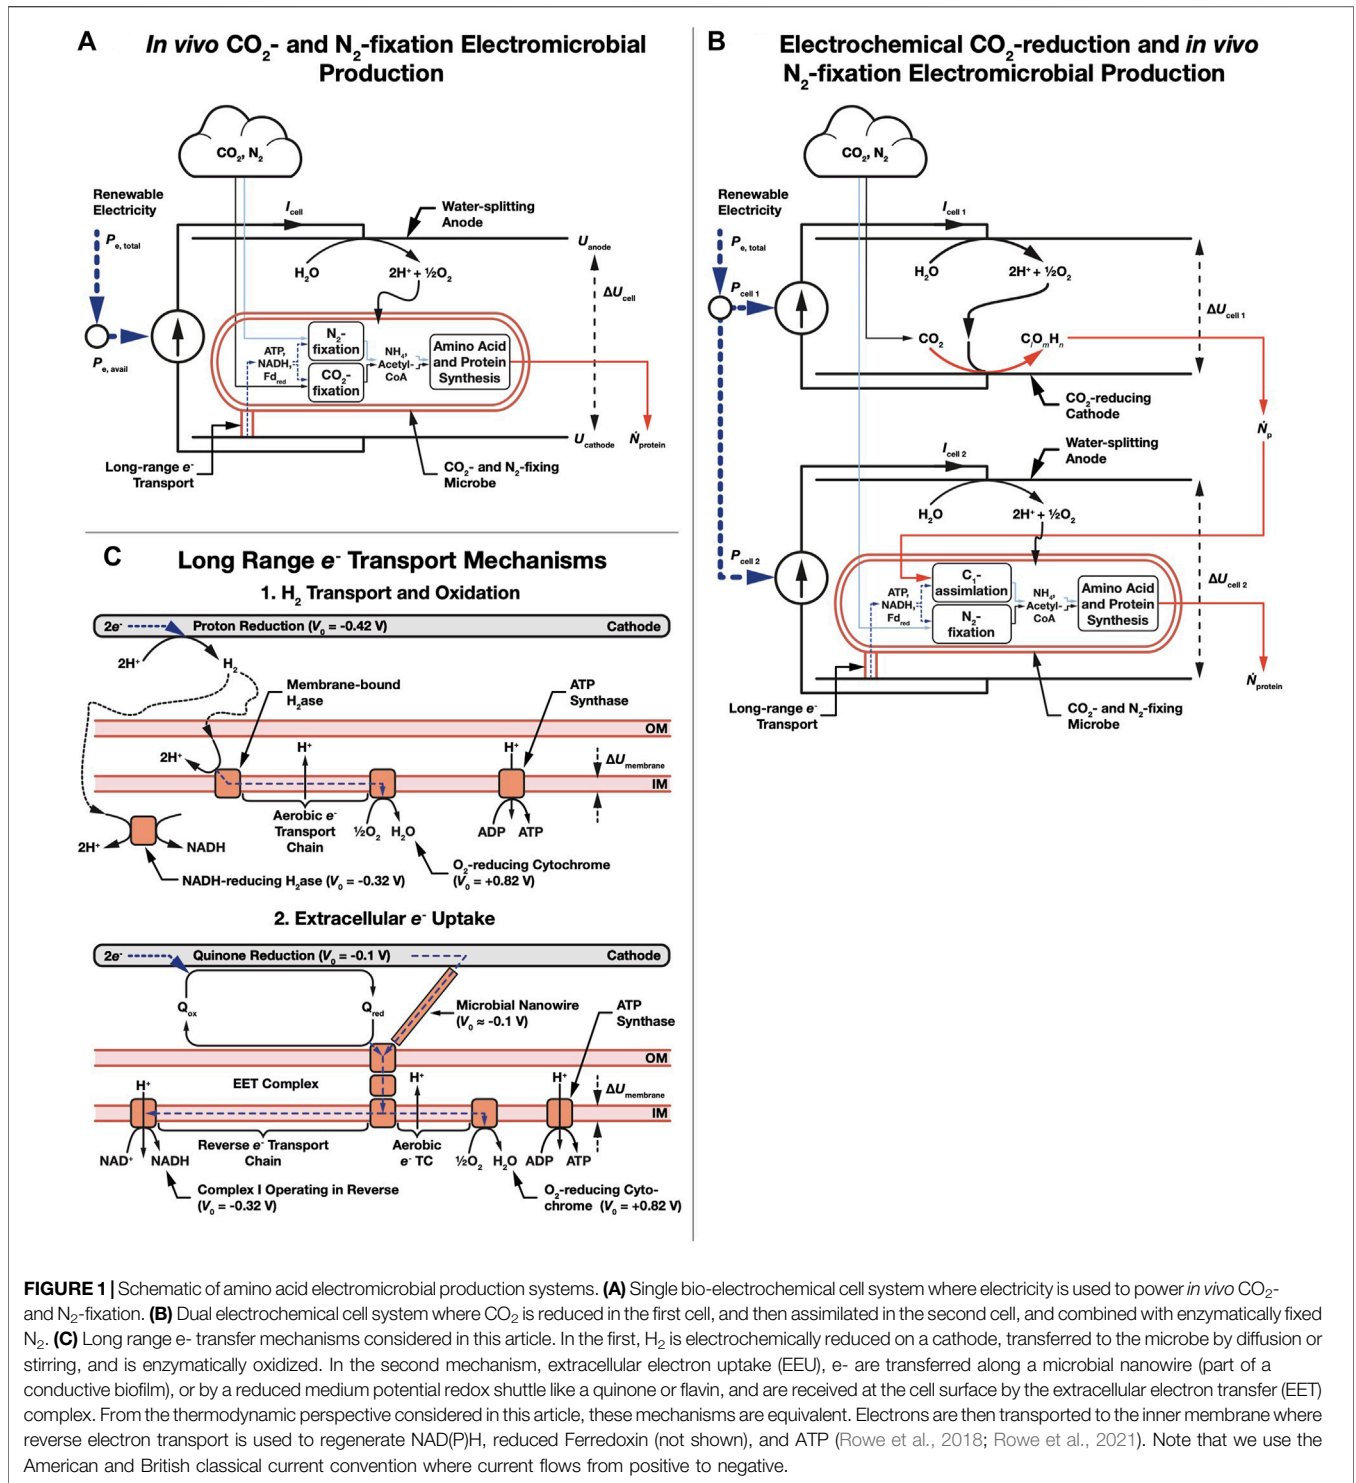 A
In vivo CO2- and N2-fixation Electromicrobial
Production
CO2, N2
Renewable
Electricity
Pe, total
Pe, avail
Icell
Water-splitting
Anode
Uanode
H2O
2H+ + ½O2
ΔUcell
N2-
fixation
ATP,
NADH,
Fdred
CO2-
fixation
NH4,
Acetyl-
CoA
Amino Acid
and Protein
Synthesis
Ucathode
Ṅprotein
Long-range e-
Transport
CO2- and N2-fixing
Microbe
B
Electrochemical CO2-reduction and in vivo
N2-fixation Electromicrobial Production
CO2, N2
Renewable
Electricity
Pe, total
Pcell 1
Icell 1
Water-splitting
Anode
H2O
2H+ + ½O2
ΔUcell 1
CO2
ClOmHn
CO2-reducing
Cathode
Ṅp
Icell 2
Water-splitting
Anode
H2O
2H+ + ½O2
Pcell 2
ΔUcell 2
C1-
assimlation
ATP,
NADH,
Fdred
N2-
fixation
NH4,
Acetyl-
CoA
Amino Acid
and Protein
Synthesis
Ṅprotein
Long-range e-
Transport
CO2- and N2-fixing
Microbe
C
Long Range e- Transport Mechanisms
1. H2 Transport and Oxidation
2e-
Proton Reduction (V0 = -0.42 V)
Cathode
2H+
H2
Membrane-bound
H2ase
ATP
Synthase
OM
2H+
H+
H+
ΔUmembrane
IM
Aerobic e-
Transport
Chain
½O2
H2O
ADP
ATP
2H+
NADH
O2-reducing Cytochrome
(V0 = +0.82 V)
NADH-reducing H2ase (V0 = -0.32 V)
2. Extracellular e- Uptake
2e-
Quinone Reduction (V0 = -0.1 V)
Cathode
Qox
Qred
Microbial Nanowire
(V0 ≈ -0.1 V)
ATP
Synthase
OM
H+
EET Complex
H+
H+
ΔUmembrane
IM
Reverse e- Transport
Chain
Aerobic
e- TC
NAD+
NADH
½O2
H2O
ADP
ATP
Complex I Operating in Reverse
(V0 = -0.32 V)
O2-reducing Cyto-
chrome (V0 = +0.82 V)
FIGURE 1 | Schematic of amino acid electromicrobial production systems. (A) Single bio-electrochemical cell system where electricity is used to power in vivo CO2-
and N2-fixation. (B) Dual electrochemical cell system where CO2 is reduced in the first cell, and then assimilated in the second cell, and combined with enzymatically fixed
N2. (C) Long range e- transfer mechanisms considered in this article. In the first, H2 is electrochemically reduced on a cathode, transferred to the microbe by diffusion or
stirring, and is enzymatically oxidized. In the second mechanism, extracellular electron uptake (EEU), e- are transferred along a microbial nanowire (part of a
conductive biofilm), or by a reduced medium potential redox shuttle like a quinone or flavin, and are received at the cell surface by the extracellular electron transfer (EET)
complex. From the thermodynamic perspective considered in this article, these mechanisms are equivalent. Electrons are then transported to the inner membrane where
reverse electron transport is used to regenerate NAD(P)H, reduced Ferredoxin (not shown), and ATP (Rowe et al., 2018; Rowe et al., 2021). Note that we use the
American and British classical current convention where current flows from positive to negative.